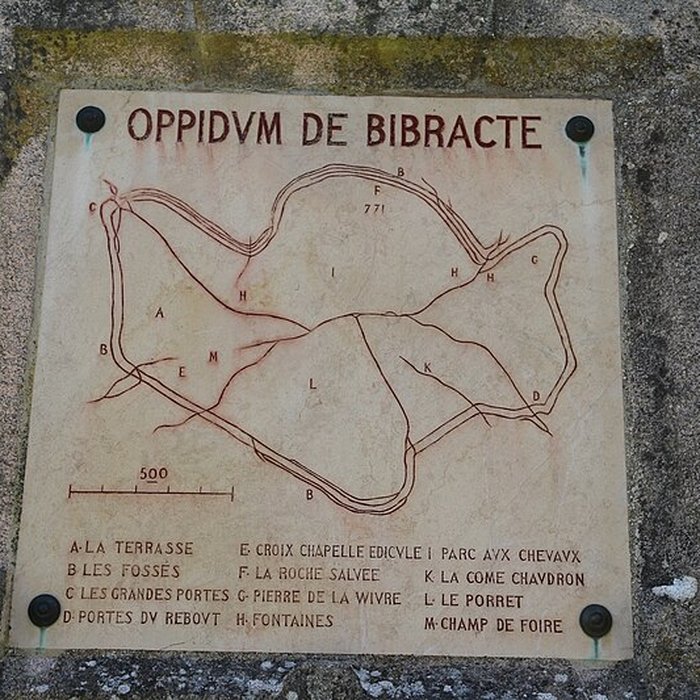 OPPIDVM DE BIBRACTE
B
F
771
C
G
H
H
I
H
A
B
M
E
L
K
D
500
B
A·LA TERRASSE
B LES FOSSÉS
C LES GRANDES PORTES
D·PORTES DV REBOVT
E· CROIX CHAPELLE EDICVLE
F· LA ROCHE SALVÉE
G· PIERRE DE LA WIVRE
H· FONTAINES
I PARC AVX CHEVAVX
K· LA COME CHAVDRON
L· LE PORRET
M·CHAMP DE FOIRE